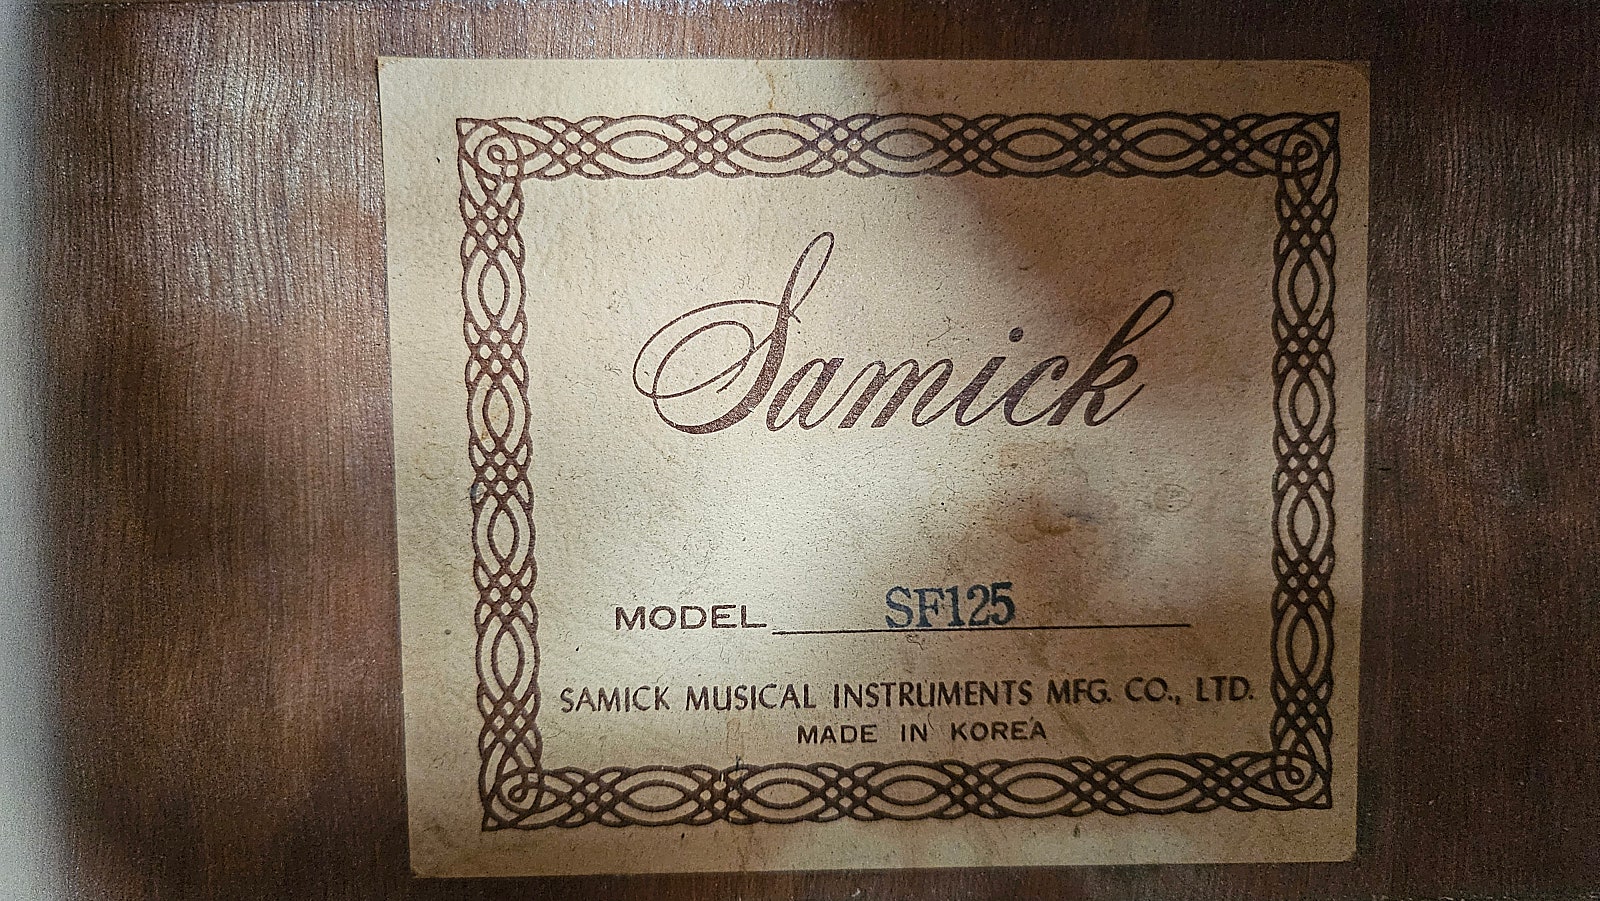 Samick
MODEL SF125
SAMICK MUSICAL INSTRUMENTS MFG. CO., LTD.
MADE IN KOREA